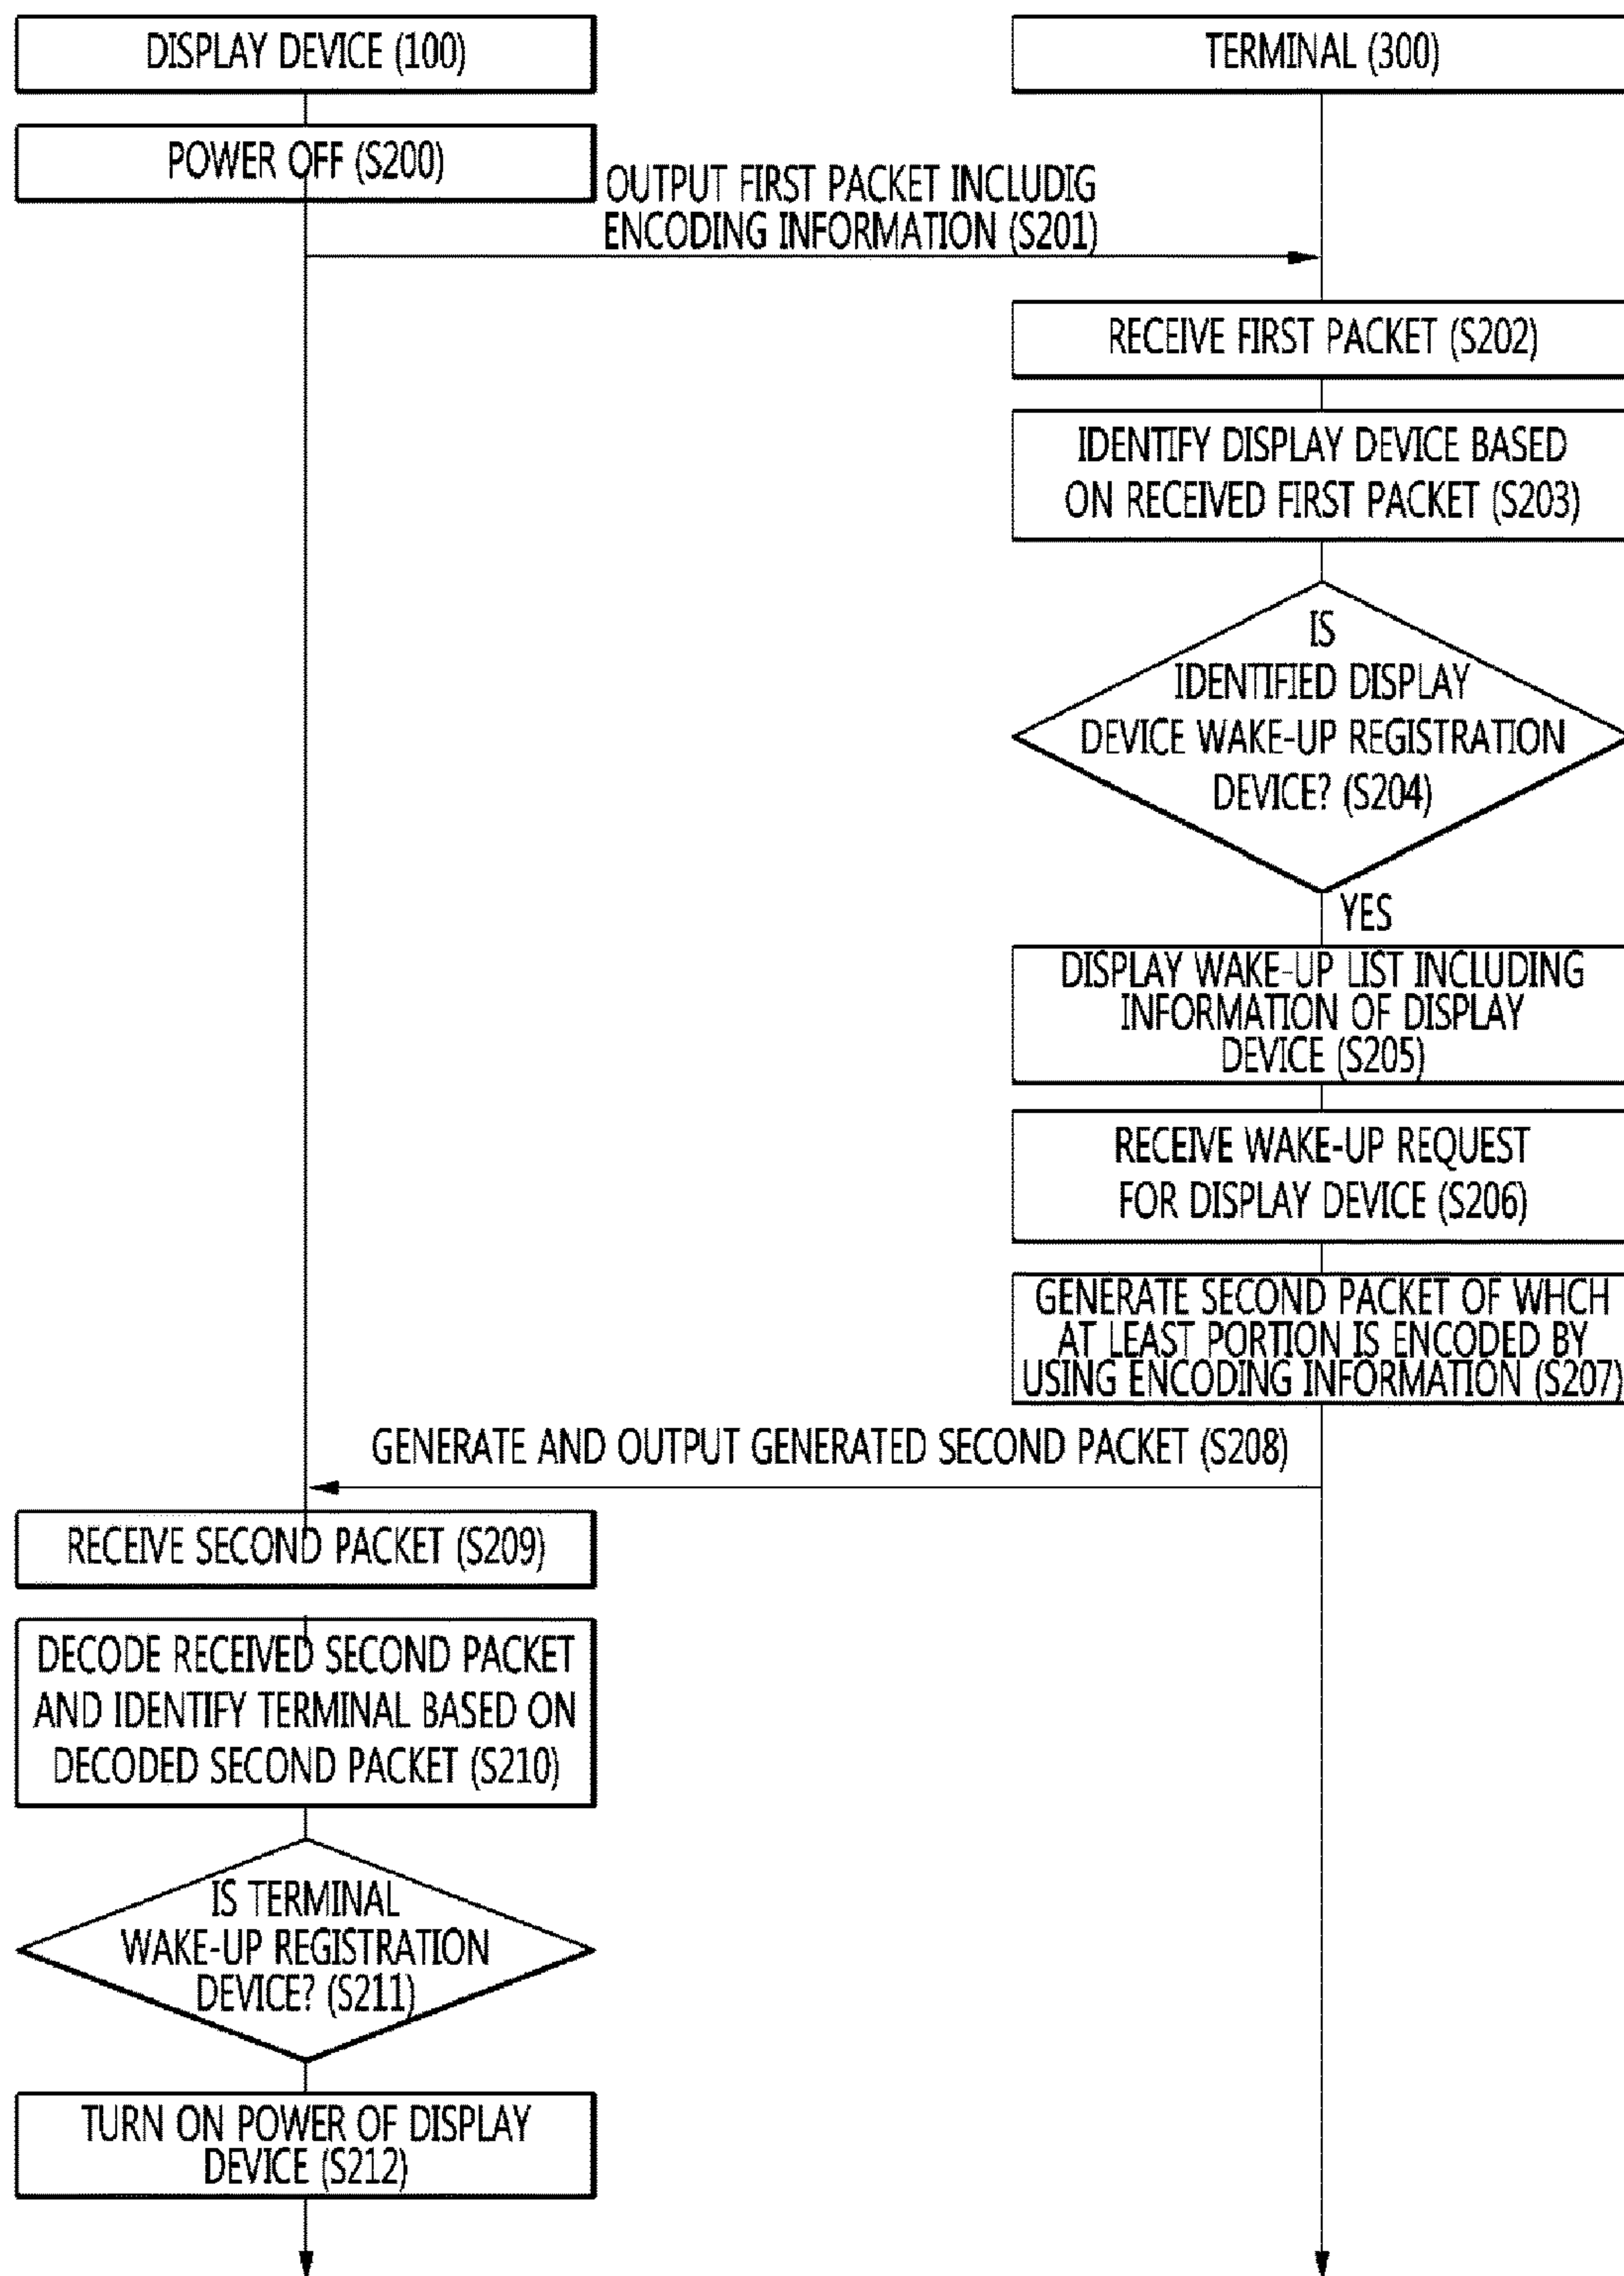 DISPLAY DEVICE (100)
TERMINAL (300)
POWER OFF (S200)
OUTPUT FIRST PACKET INCLUDIG
ENCODING INFORMATION (S201)
RECEIVE FIRST PACKET (S202)
IDENTIFY DISPLAY DEVICE BASED
ON RECEIVED FIRST PACKET (S203)
IS
IDENTIFIED DISPLAY
DEVICE WAKE-UP REGISTRATION
DEVICE? (S204)
YES
DISPLAY WAKE-UP LIST INCLUDING
INFORMATION OF DISPLAY
DEVICE (S205)
RECEIVE WAKE-UP REQUEST
FOR DISPLAY DEVICE (S206)
GENERATE SECOND PACKET OF WHCH
AT LEAST PORTION IS ENCODED BY
USING ENCODING INFORMATION (S207)
GENERATE AND OUTPUT GENERATED SECOND PACKET (S208)
RECEIVE SECOND PACKET (S209)
DECODE RECEIVED SECOND PACKET
AND IDENTIFY TERMINAL BASED ON
DECODED SECOND PACKET (S210)
IS TERMINAL
WAKE-UP REGISTRATION
DEVICE? (S211)
TURN ON POWER OF DISPLAY
DEVICE (S212)